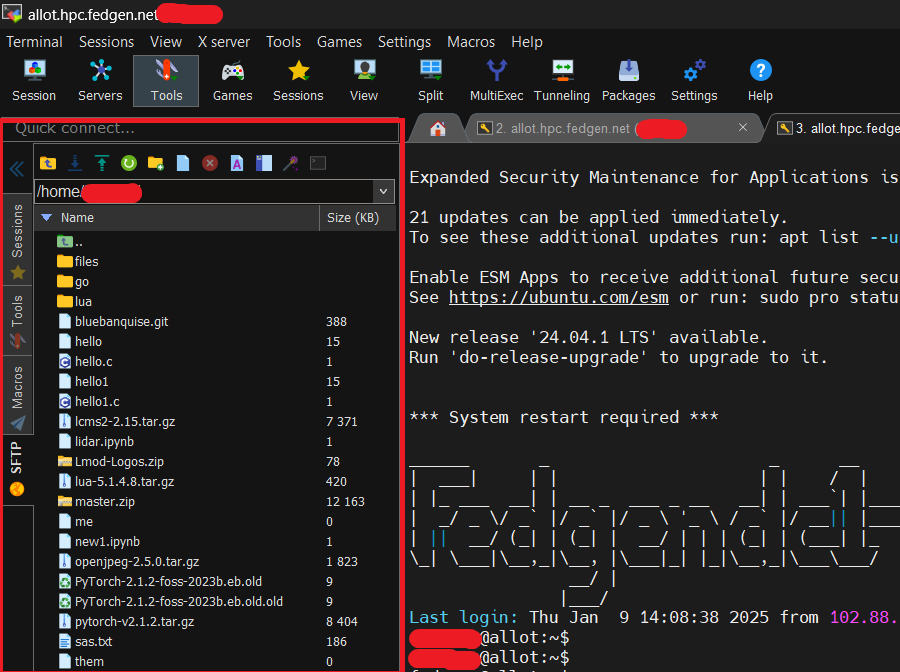 allot.hpc.fedgen.net
Terminal Sessions View X server Tools Games Settings Macros Help
Session Servers Tools Games Sessions View Split MultiExec Tunneling Packages Settings Help
Quick connect...
2. allot.hpc.fedgen.net (
3. allot.hpc.fedge
/home/
Name Size (KB)
..
files
go
lua
bluebanquise.git 388
hello 15
hello.c 1
hello1 15
hello1.c 1
lcms2-2.15.tar.gz 7 371
lidar.ipynb 1
Lmod-Logos.zip 78
lua-5.1.4.8.tar.gz 420
master.zip 12 163
me 0
new1.ipynb 1
openjpeg-2.5.0.tar.gz 1 823
PyTorch-2.1.2-foss-2023b.eb.old 9
PyTorch-2.1.2-foss-2023b.eb.old.old 9
pytorch-v2.1.2.tar.gz 8 404
sas.txt 186
them 0
Sessions
Tools
Macros
SFTP
Expanded Security Maintenance for Applications is
21 updates can be applied immediately.
To see these additional updates run: apt list --u
Enable ESM Apps to receive additional future secu
See https://ubuntu.com/esm or run: sudo pro statu
New release '24.04.1 LTS' available.
Run 'do-release-upgrade' to upgrade to it.
*** System restart required ***
Last login: Thu Jan  9 14:08:38 2025 from 102.88.
@allot:~$
@allot:~$